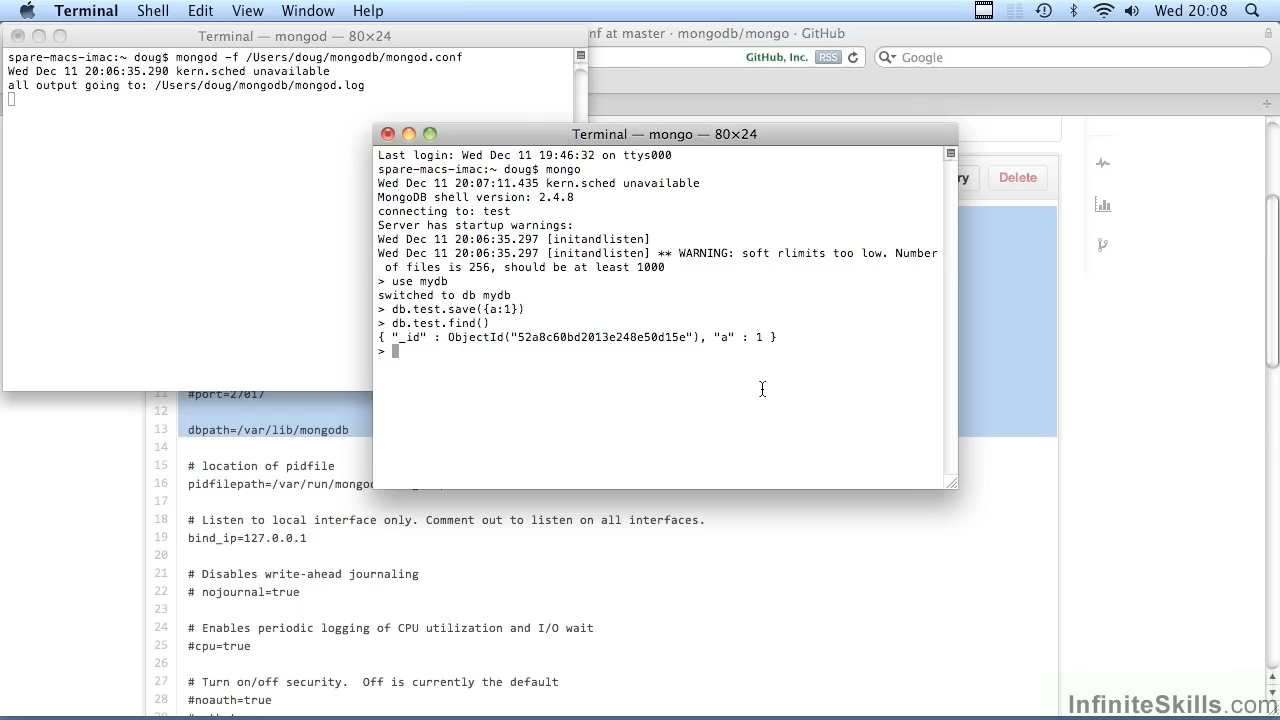 Terminal Shell Edit View Window Help Wed Dec 11 20:08
Terminal — mongod — 80×24
nf at master · mongodb/mongo · GitHub
GitHub, Inc. RSS Google
spare-macs-imac:~ doug$ mongod -f /Users/doug/mongodb/mongod.conf
Wed Dec 11 20:06:35.290 kern.sched unavailable
all output going to: /Users/doug/mongodb/mongod.log
Terminal — mongo — 80×24
Last login: Wed Dec 11 19:46:32 on ttys000
spare-macs-imac:~ doug$ mongo
Wed Dec 11 20:07:11.435 kern.sched unavailable
MongoDB shell version: 2.4.8
connecting to: test
Server has startup warnings:
Wed Dec 11 20:06:35.297 [initandlisten]
Wed Dec 11 20:06:35.297 [initandlisten] ** WARNING: soft rlimits too low. Number
of files is 256, should be at least 1000
> use mydb
switched to db mydb
> db.test.save({a:1})
> db.test.find()
{ "_id" : ObjectId("52a8c60bd2013e248e50d15e"), "a" : 1 }
>
ry Delete
11 #port=27017
12
13 dbpath=/var/lib/mongodb
14
15 # location of pidfile
16 pidfilepath=/var/run/mongod
17
18 # Listen to local interface only. Comment out to listen on all interfaces.
19 bind_ip=127.0.0.1
20
21 # Disables write-ahead journaling
22 # nojournal=true
23
24 # Enables periodic logging of CPU utilization and I/O wait
25 #cpu=true
26
27 # Turn on/off security.  Off is currently the default
28 #noauth=true
InfiniteSkills.com